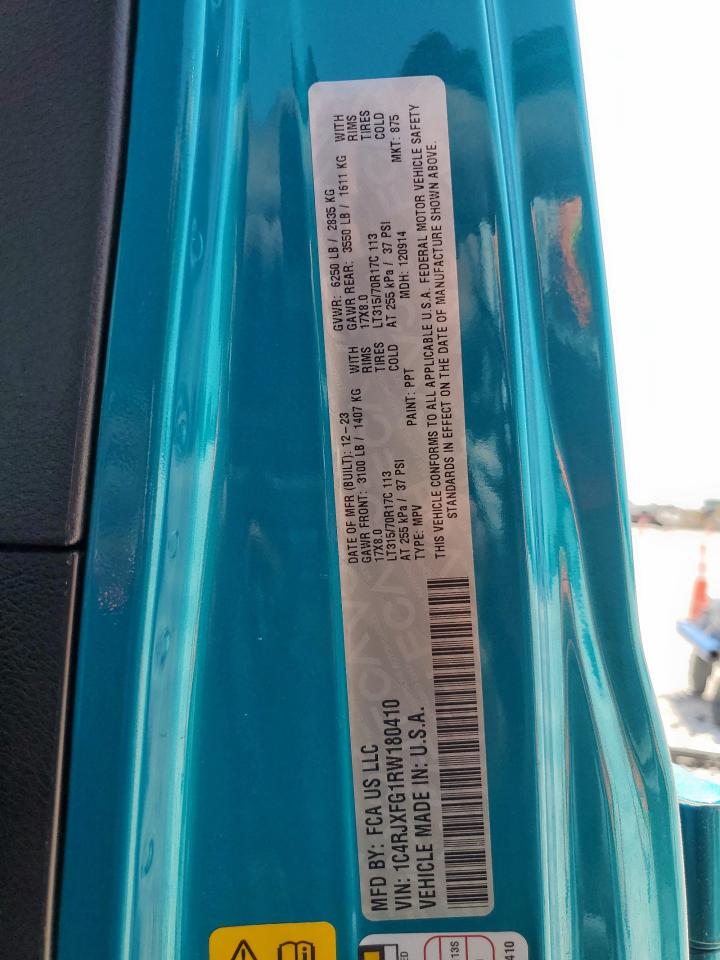 MFD BY: FCA US LLC
VIN: 1C4RJXFG1RW180410
VEHICLE MADE IN: U.S.A.
DATE OF MFR (BUILT): 12-23 GVWR: 6250 LB / 2835 KG
GAWR FRONT: 3100 LB / 1407 KG WITH GAWR REAR: 3550 LB / 1611 KG WITH
17X8.0 RIMS 17X8.0 RIMS
LT315/70R17C 113 TIRES LT315/70R17C 113 TIRES
AT 255 kPa / 37 PSI COLD AT 255 kPa / 37 PSI COLD
TYPE: MPV PAINT: PPT MDH: 120914 MKT: 875
THIS VEHICLE CONFORMS TO ALL APPLICABLE U.S.A. FEDERAL MOTOR VEHICLE SAFETY
STANDARDS IN EFFECT ON THE DATE OF MANUFACTURE SHOWN ABOVE.
13S
410